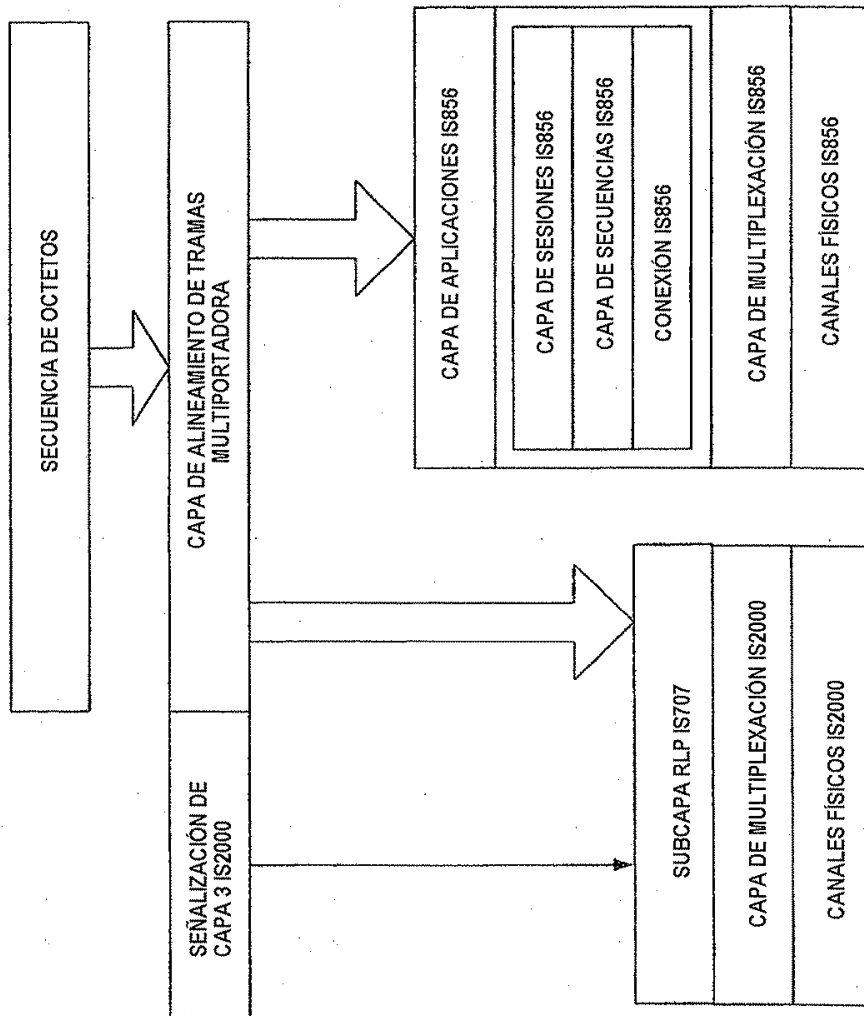 SECUENCIA DE OCTETOS
SEÑALIZACIÓN DE
CAPA 3 IS2000
CAPA DE ALINEAMIENTO DE TRAMAS
MULTIPORTADORA
SUBCAPA RLP IS707
CAPA DE MULTIPLEXACIÓN IS2000
CANALES FÍSICOS IS2000
CAPA DE APLICACIONES IS856
CAPA DE SESIONES IS856
CAPA DE SECUENCIAS IS856
CONEXIÓN IS856
CAPA DE MULTIPLEXACIÓN IS856
CANALES FÍSICOS IS856